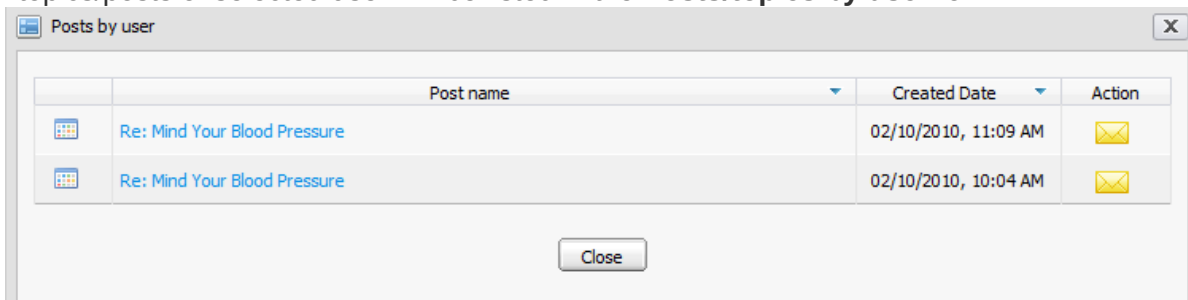 Posts by user
Post name Created Date Action
Re: Mind Your Blood Pressure 02/10/2010, 11:09 AM
Re: Mind Your Blood Pressure 02/10/2010, 10:04 AM
Close